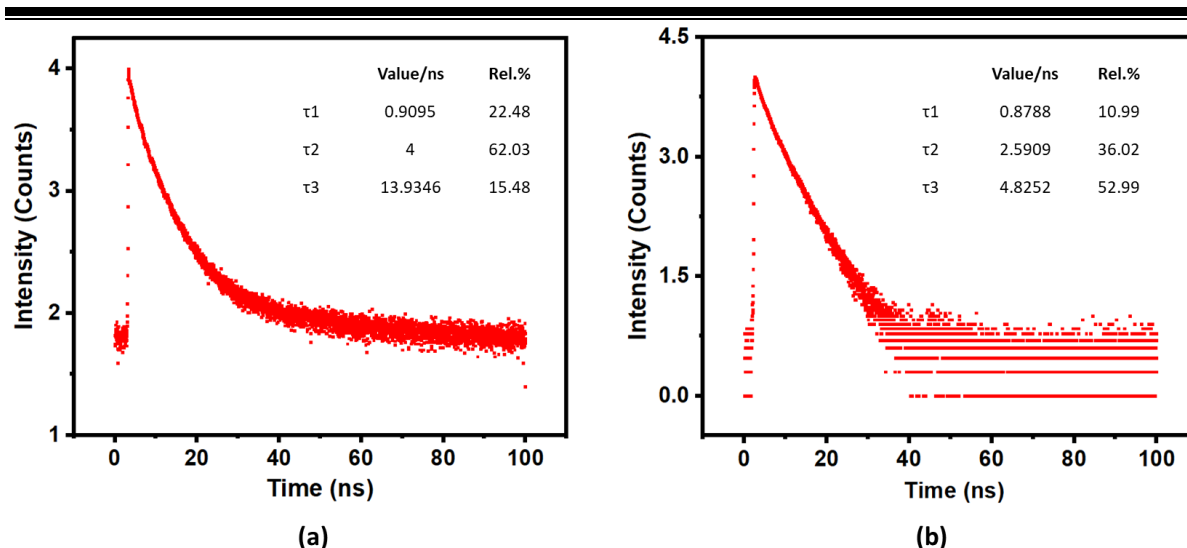 4
3
2
1
0
20
40
60
80
100
Intensity (Counts)
Time (ns)
Value/ns Rel.%
τ1 0.9095 22.48
τ2 4 62.03
τ3 13.9346 15.48
(a)
4.5
3.0
1.5
0.0
0
20
40
60
80
100
Intensity (Counts)
Time (ns)
Value/ns Rel.%
τ1 0.8788 10.99
τ2 2.5909 36.02
τ3 4.8252 52.99
(b)